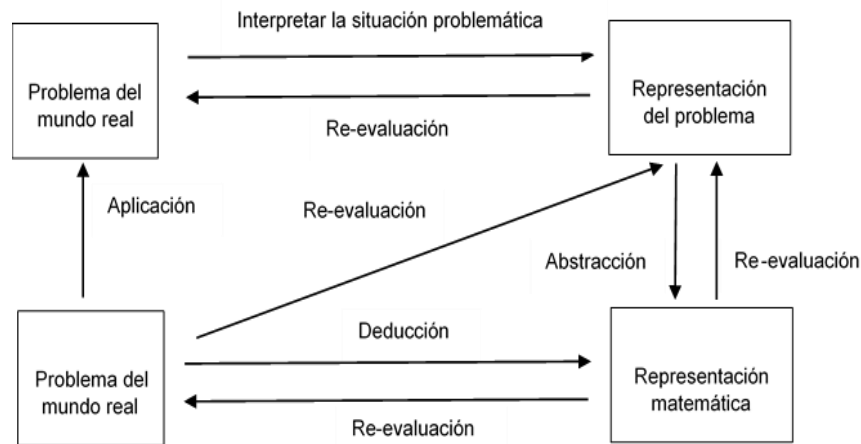 Interpretar la situación problemática
Problema del
mundo real
Representación
del problema
Re-evaluación
Aplicación
Re-evaluación
Abstracción
Re-evaluación
Deducción
Problema del
mundo real
Representación
matemática
Re-evaluación